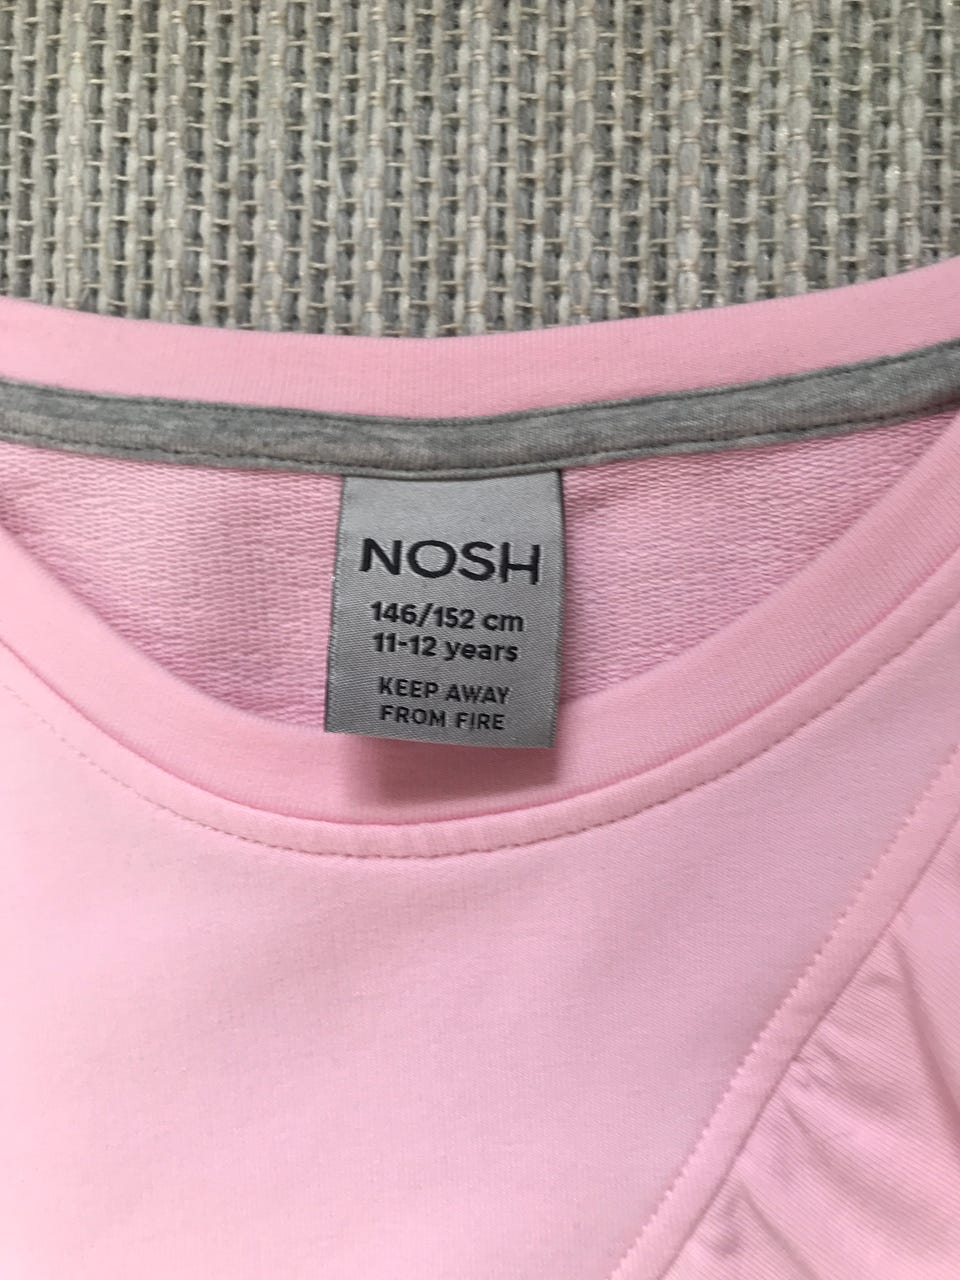 NOSH
146/152 cm
11-12 years
KEEP AWAY
FROM FIRE